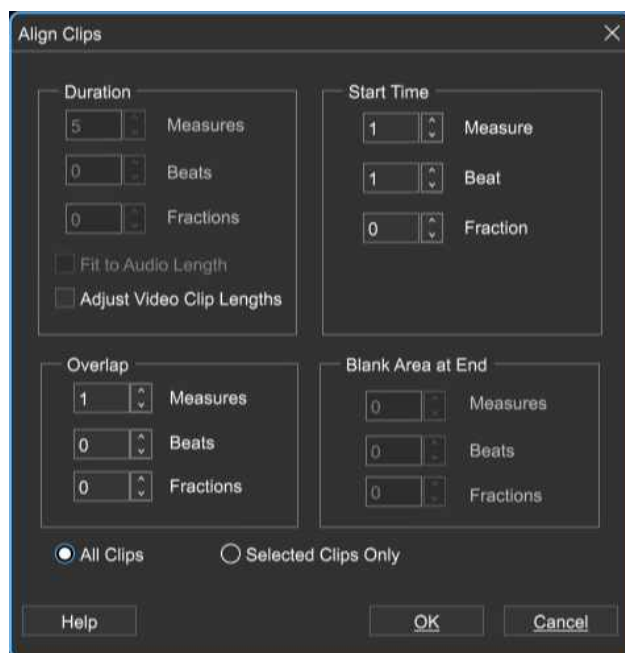 Align Clips
Duration
5 Measures
0 Beats
0 Fractions
Fit to Audio Length
Adjust Video Clip Lengths
Start Time
1 Measure
1 Beat
0 Fraction
Overlap
1 Measures
0 Beats
0 Fractions
Blank Area at End
0 Measures
0 Beats
0 Fractions
All Clips
Selected Clips Only
Help
OK
Cancel